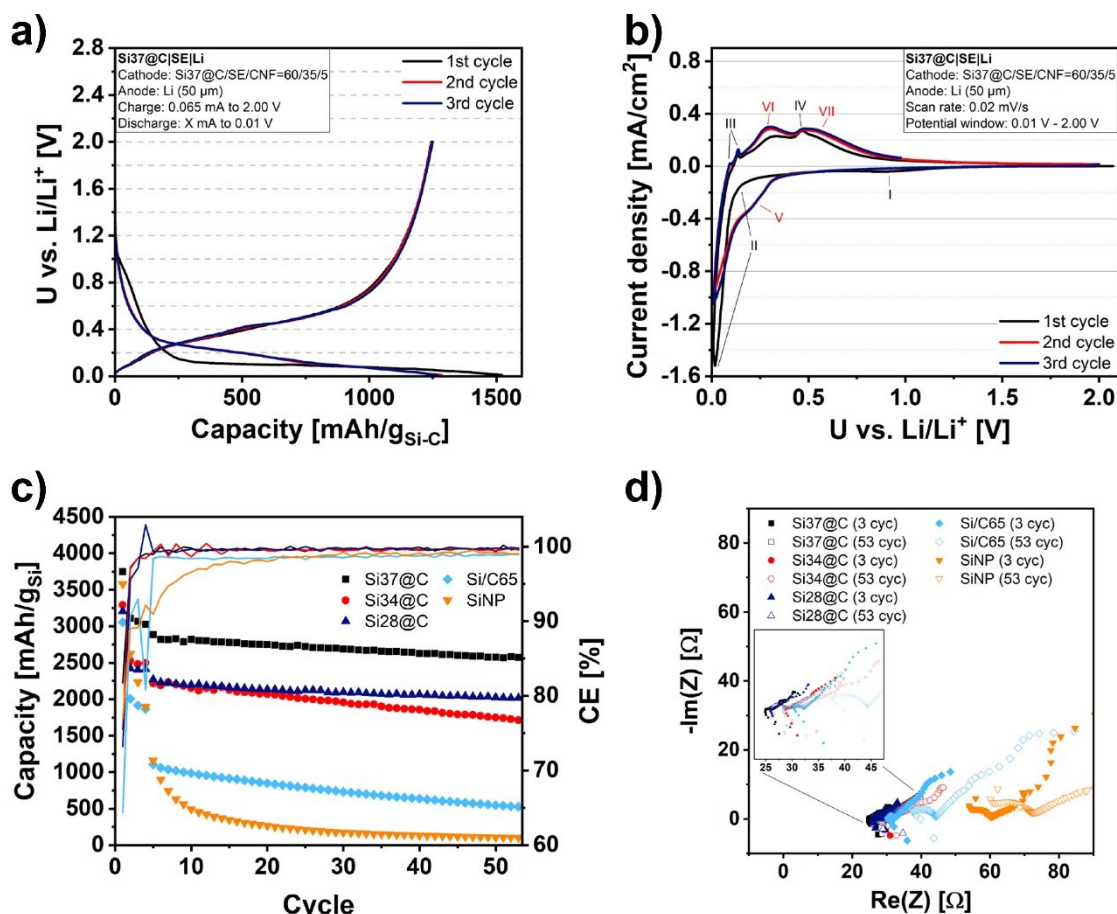 a)
Si37@C|SE|Li
Cathode: Si37@C/SE/CNF=60/35/5
Anode: Li (50 µm)
Charge: 0.065 mA to 2.00 V
Discharge: X mA to 0.01 V
1st cycle
2nd cycle
3rd cycle
2.8
2.4
2.0
1.6
1.2
0.8
0.4
0.0
U vs. Li/Li⁺ [V]
0
500
1000
1500
Capacity [mAh/gSi-C]
b)
Si37@C|SE|Li
Cathode: Si37@C/SE/CNF=60/35/5
Anode: Li (50 µm)
Scan rate: 0.02 mV/s
Potential window: 0.01 V - 2.00 V
III
VI
IV
VII
I
V
II
1st cycle
2nd cycle
3rd cycle
0.8
0.4
0.0
-0.4
-0.8
-1.2
-1.6
Current density [mA/cm²]
0.0
0.5
1.0
1.5
2.0
U vs. Li/Li⁺ [V]
c)
4500
4000
3500
3000
2500
2000
1500
1000
500
0
Capacity [mAh/gSi]
Si37@C
Si34@C
Si28@C
Si/C65
SiNP
100
90
80
70
60
CE [%]
0
10
20
30
40
50
Cycle
d)
Si37@C (3 cyc)
Si37@C (53 cyc)
Si34@C (3 cyc)
Si34@C (53 cyc)
Si28@C (3 cyc)
Si28@C (53 cyc)
Si/C65 (3 cyc)
Si/C65 (53 cyc)
SiNP (3 cyc)
SiNP (53 cyc)
80
60
40
20
0
-Im(Z) [Ω]
25 30 35 40 45
0
20
40
60
80
Re(Z) [Ω]